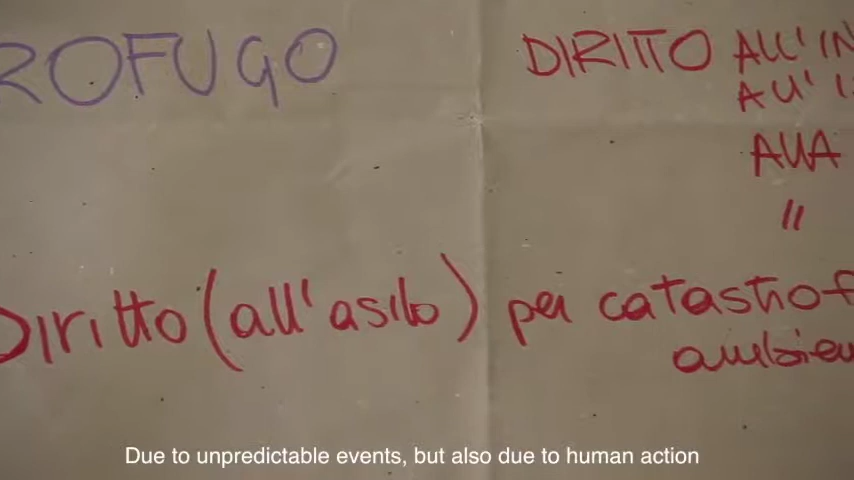 ROFUGO
DIRITTO ALL'IN
ALL' I
ALLA
"
Diritto (all'asilo) per catastrof
ambien
Due to unpredictable events, but also due to human action